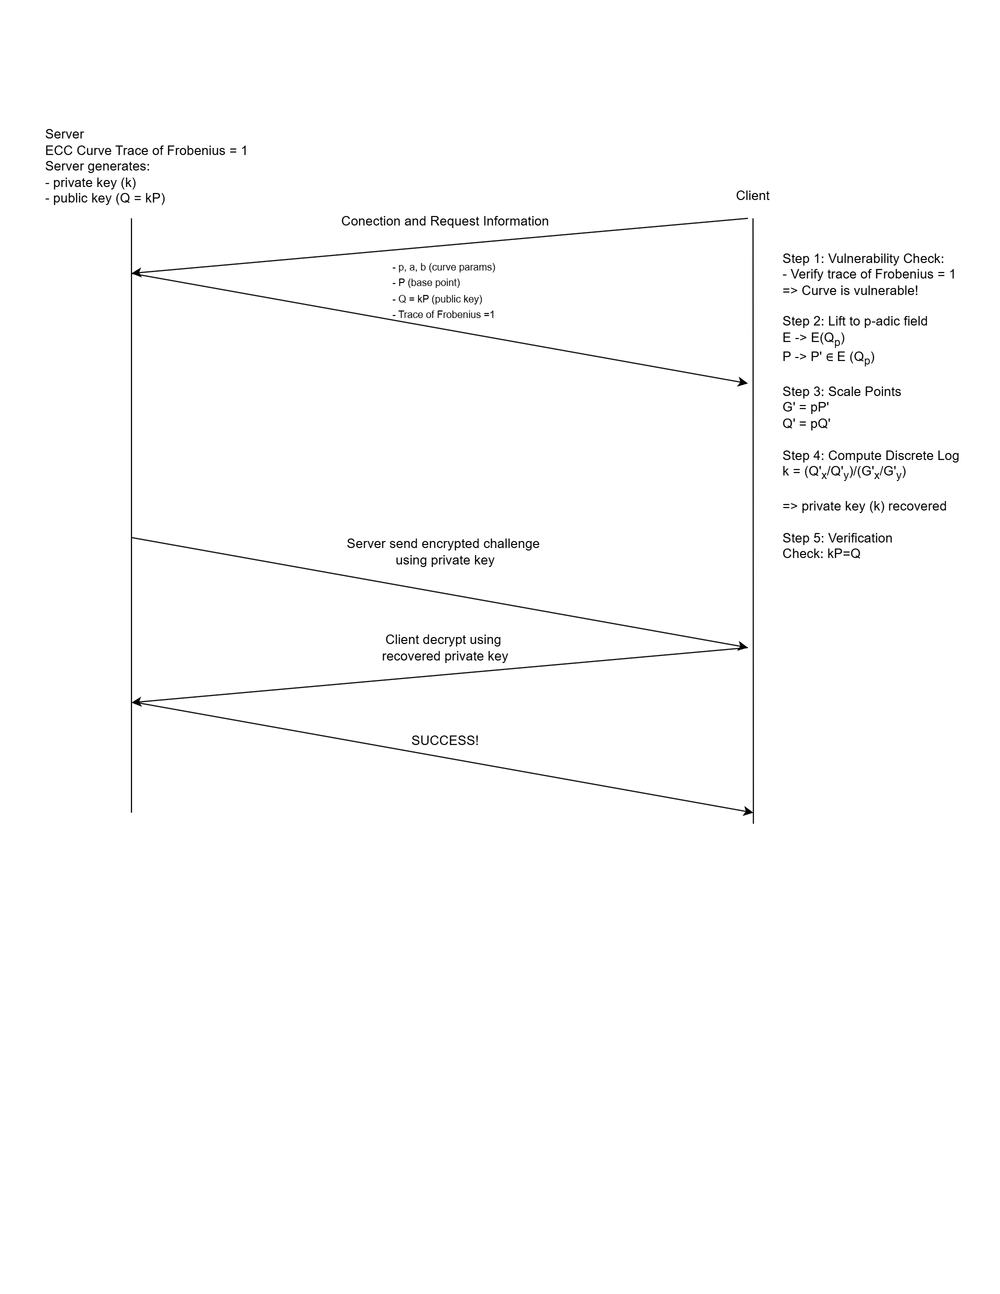 Server
ECC Curve Trace of Frobenius = 1
Server generates:
- private key (k)
- public key (Q = kP)
Client
Conection and Request Information
- p, a, b (curve params)
- P (base point)
- Q = kP (public key)
- Trace of Frobenius =1
Step 1: Vulnerability Check:
- Verify trace of Frobenius = 1
=> Curve is vulnerable!
Step 2: Lift to p-adic field
E -> E(Qp)
P -> P' ∈ E (Qp)
Step 3: Scale Points
G' = pP'
Q' = pQ'
Step 4: Compute Discrete Log
k = (Q'x/Q'y)/(G'x/G'y)
=> private key (k) recovered
Step 5: Verification
Check: kP=Q
Server send encrypted challenge
using private key
Client decrypt using
recovered private key
SUCCESS!